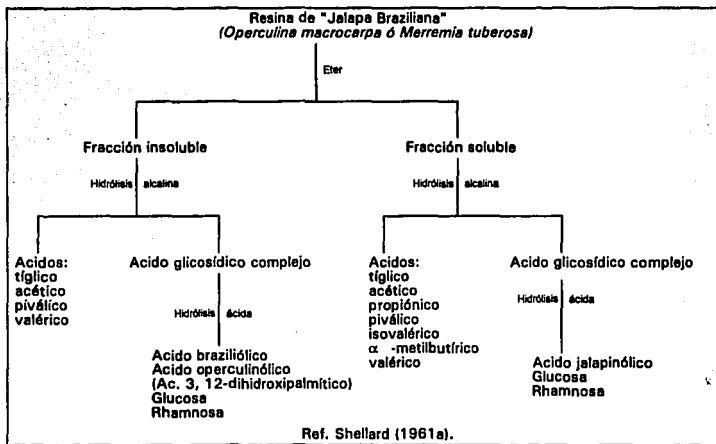 Resina de "Jalapa Braziliana"
(Operculina macrocarpa ó Merremia tuberosa)
Eter
Fracción insoluble
Hidrólisis alcalina
Acidos:
tíglico
acético
piválico
valérico
Acido glicosídico complejo
Hidrólisis ácida
Acido braziliólico
Acido operculinólico
(Ac. 3, 12-dihidroxipalmítico)
Glucosa
Rhamnosa
Fracción soluble
Hidrólisis alcalina
Acidos:
tíglico
acético
propiónico
piválico
isovalérico
α -metilbutírico
valérico
Acido glicosídico complejo
Hidrólisis ácida
Acido jalapinólico
Glucosa
Rhamnosa
Ref. Shellard (1961a).